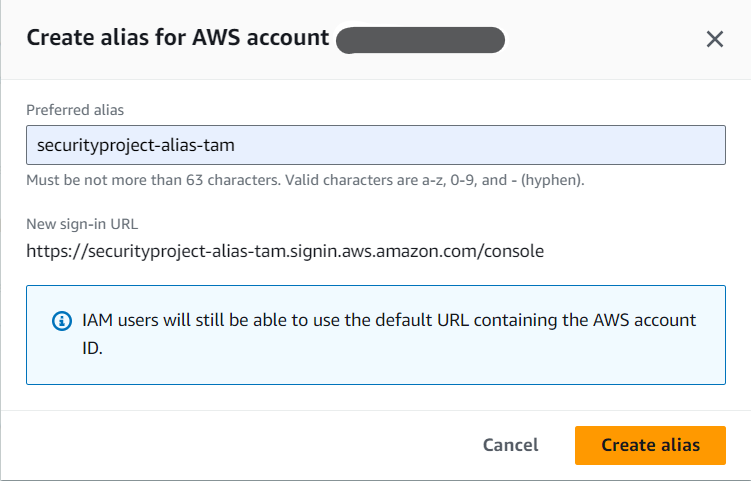 Create alias for AWS account
Preferred alias
securityproject-alias-tam
Must be not more than 63 characters. Valid characters are a-z, 0-9, and - (hyphen).
New sign-in URL
https://securityproject-alias-tam.signin.aws.amazon.com/console
IAM users will still be able to use the default URL containing the AWS account
ID.
Cancel
Create alias